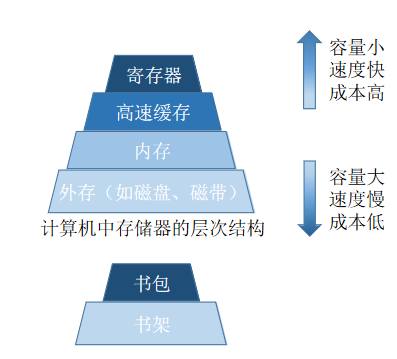 寄存器
高速缓存
内存
外存（如磁盘、磁带）
计算机中存储器的层次结构
容量小
速度快
成本高
容量大
速度慢
成本低
书包
书架